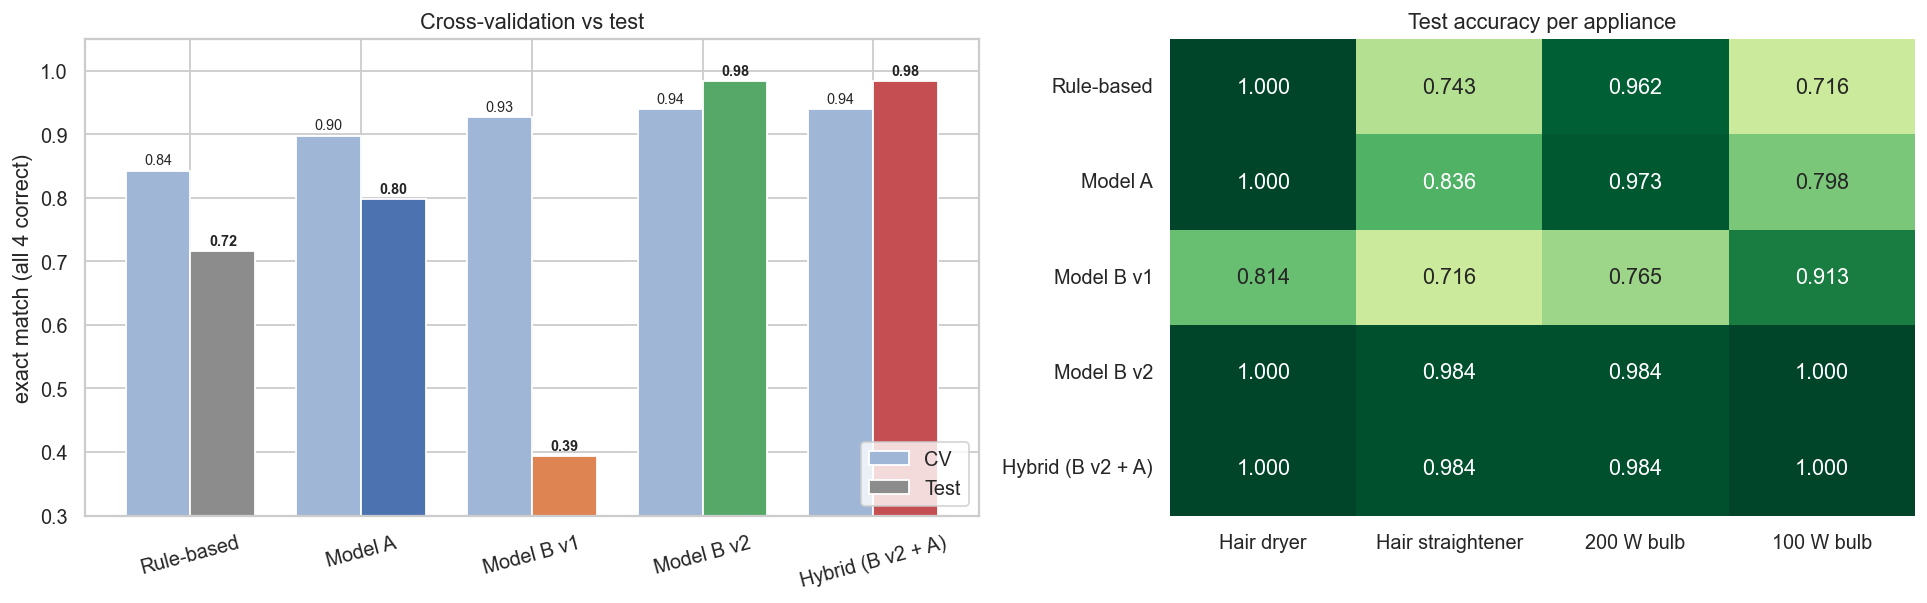 Cross-validation vs test
exact match (all 4 correct)
1.0
0.9
0.8
0.7
0.6
0.5
0.4
0.3
0.84
0.72
0.90
0.80
0.93
0.39
0.94
0.98
0.94
0.98
CV
Test
Rule-based
Model A
Model B v1
Model B v2
Hybrid (B v2 + A)
Test accuracy per appliance
Rule-based 1.000 0.743 0.962 0.716
Model A 1.000 0.836 0.973 0.798
Model B v1 0.814 0.716 0.765 0.913
Model B v2 1.000 0.984 0.984 1.000
Hybrid (B v2 + A) 1.000 0.984 0.984 1.000
Hair dryer Hair straightener 200 W bulb 100 W bulb